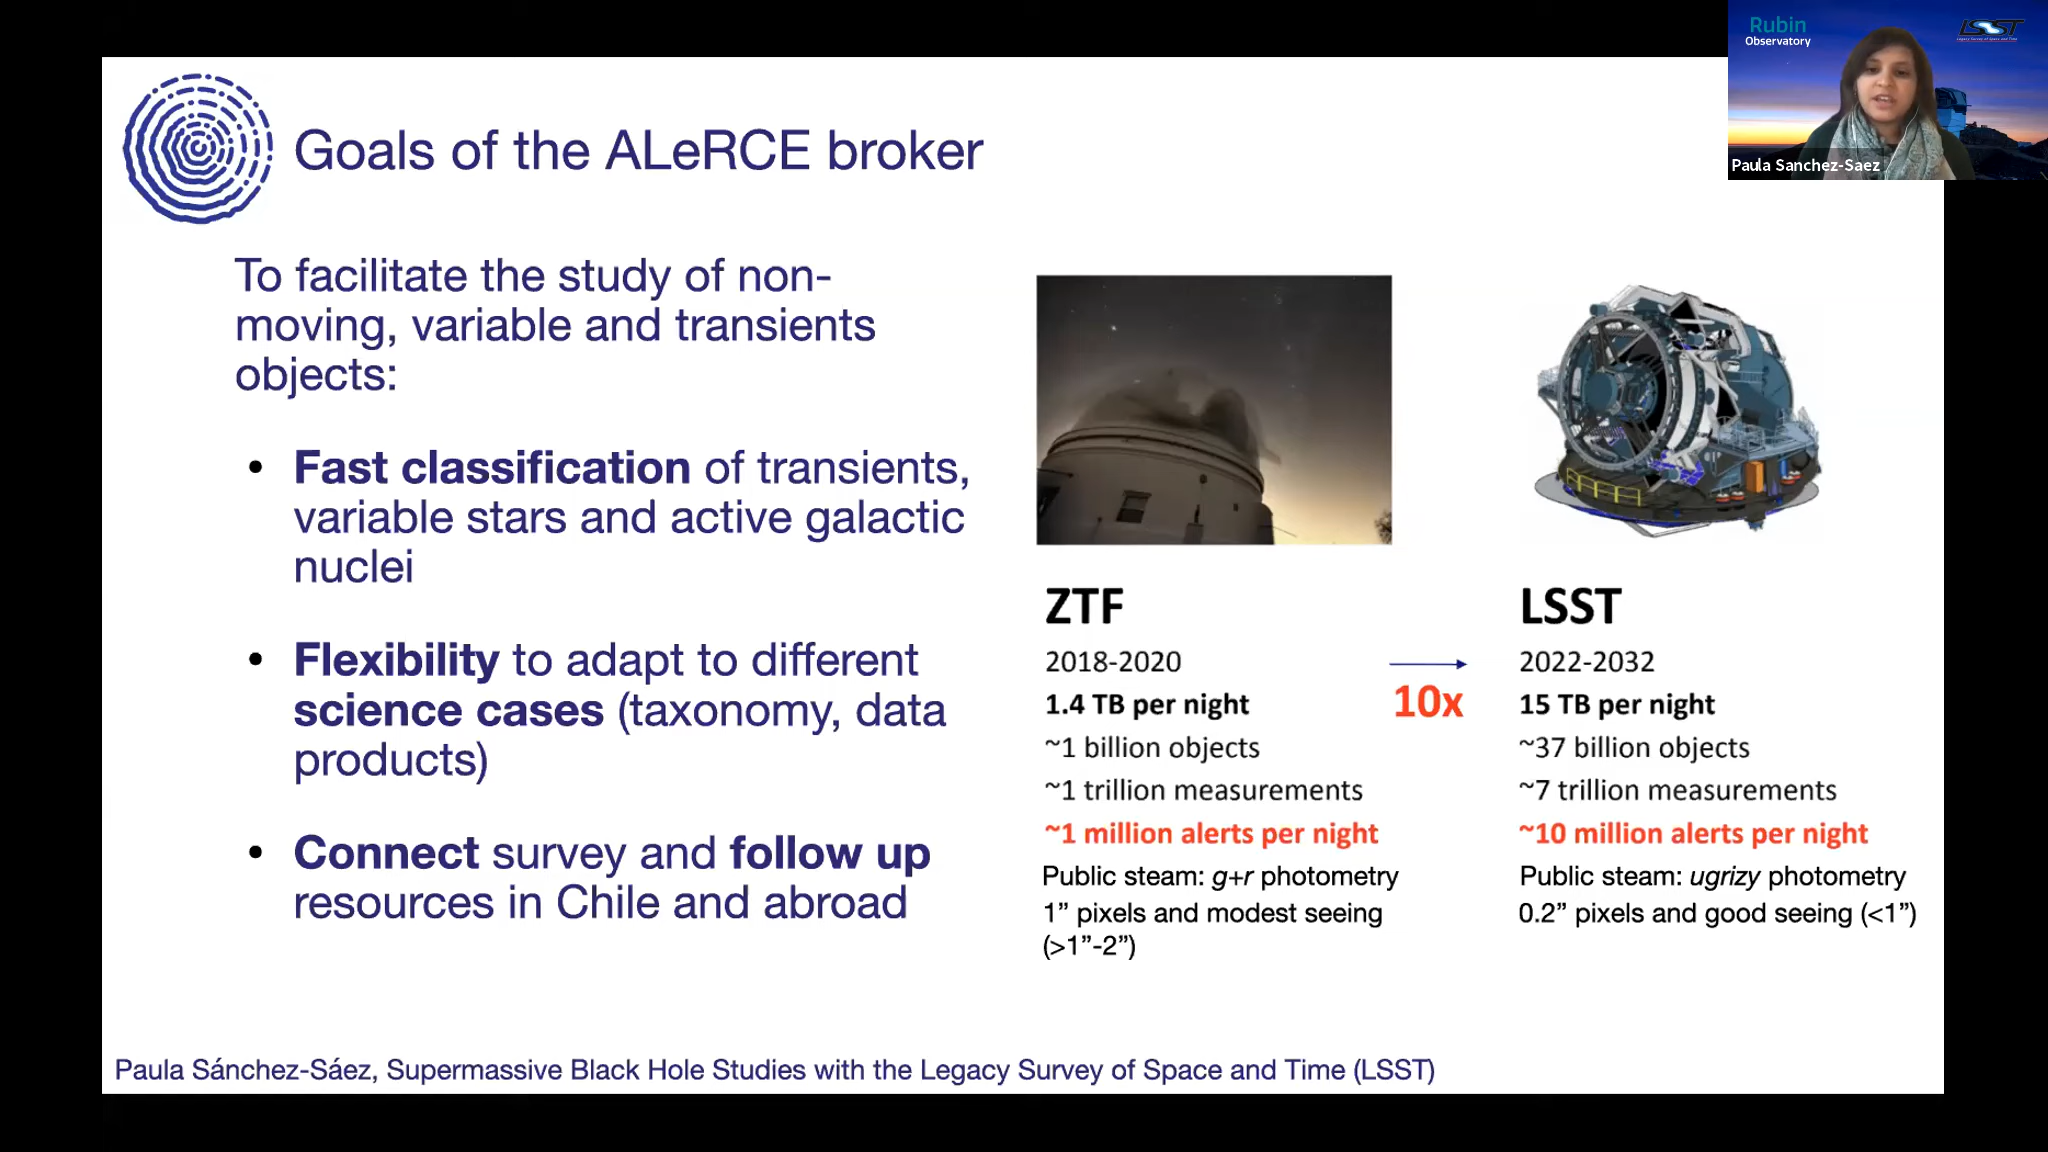 Goals of the ALeRCE broker
Rubin
Observatory
LSST
Paula Sanchez-Saez
To facilitate the study of non-
moving, variable and transients
objects:
• Fast classification of transients,
variable stars and active galactic
nuclei
• Flexibility to adapt to different
science cases (taxonomy, data
products)
• Connect survey and follow up
resources in Chile and abroad
ZTF
2018-2020
1.4 TB per night
~1 billion objects
~1 trillion measurements
~1 million alerts per night
Public steam: g+r photometry
1” pixels and modest seeing
(>1”-2”)
10x
LSST
2022-2032
15 TB per night
~37 billion objects
~7 trillion measurements
~10 million alerts per night
Public steam: ugrizy photometry
0.2” pixels and good seeing (<1”)
Paula Sánchez-Sáez, Supermassive Black Hole Studies with the Legacy Survey of Space and Time (LSST)